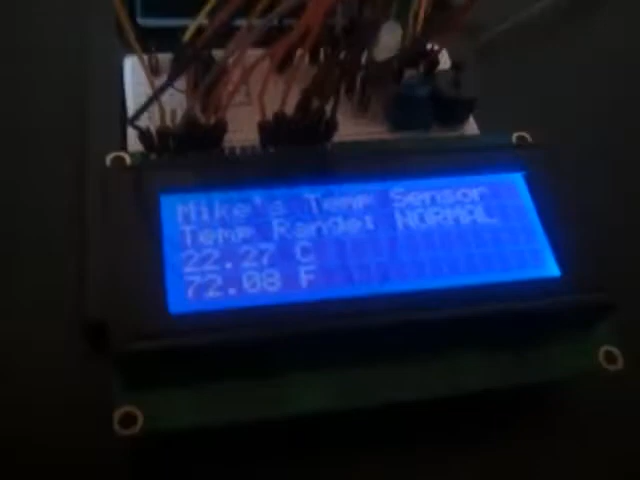 Mike's Temp Sensor
Temp Range: NORMAL
22.27 C
72.08 F